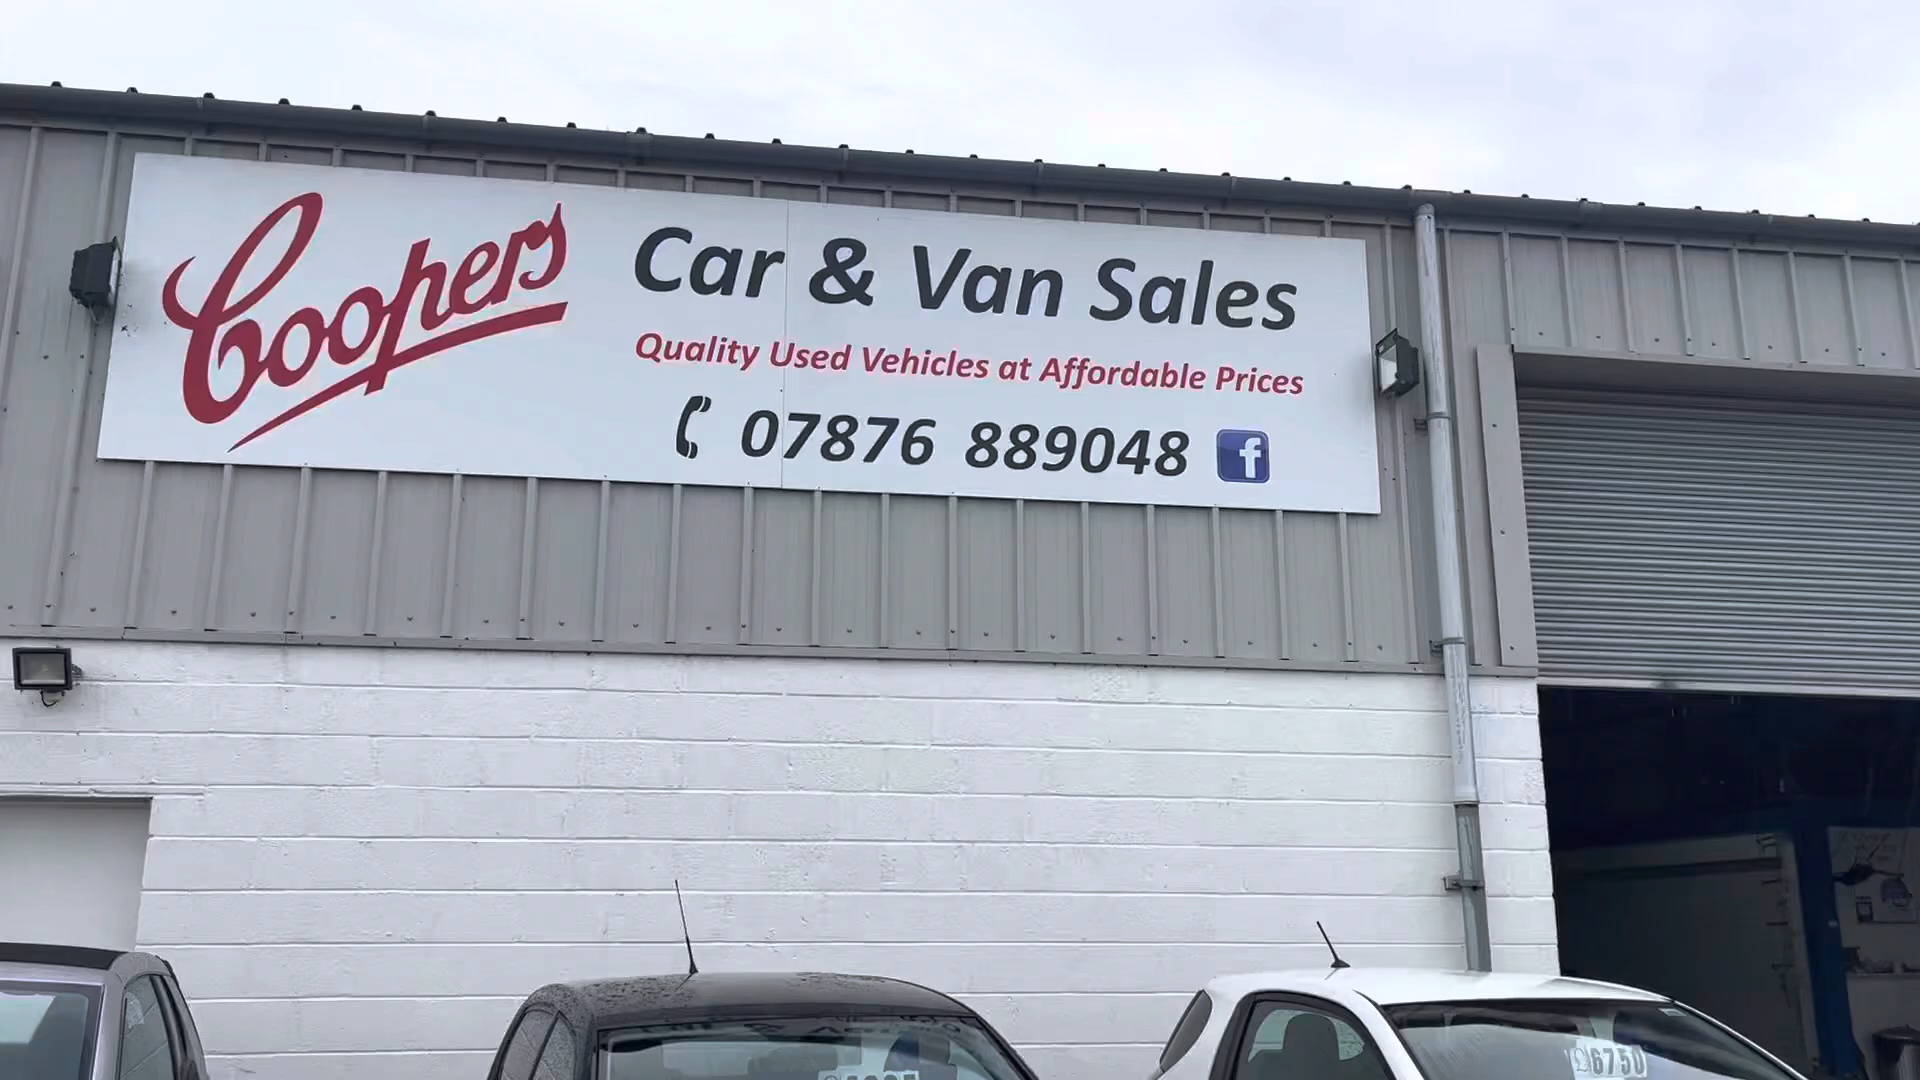 Coopers
Car & Van Sales
Quality Used Vehicles at Affordable Prices
07876 889048
f
£6750